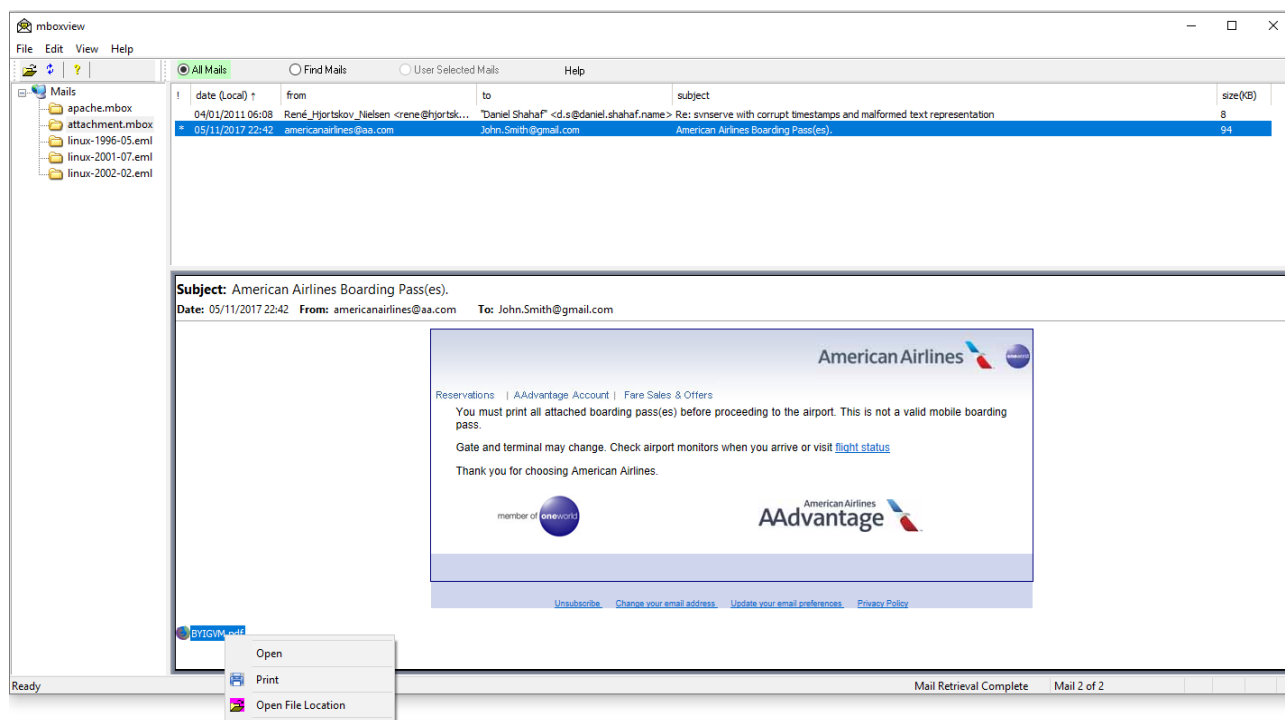 mboxview
File Edit View Help
All Mails Find Mails User Selected Mails Help
Mails
apache.mbox
attachment.mbox
linux-1996-05.eml
linux-2001-07.eml
linux-2002-02.eml
! date (Local) ↑ from to subject size(KB)
04/01/2011 06:08 René_Hjortskov_Nielsen <rene@hjortsk... "Daniel Shahaf" <d.s@daniel.shahaf.name> Re: svnserve with corrupt timestamps and malformed text representation 8
* 05/11/2017 22:42 americanairlines@aa.com John.Smith@gmail.com American Airlines Boarding Pass(es). 94
Subject: American Airlines Boarding Pass(es).
Date: 05/11/2017 22:42 From: americanairlines@aa.com To: John.Smith@gmail.com
American Airlines oneworld
Reservations | AAdvantage Account | Fare Sales & Offers
You must print all attached boarding pass(es) before proceeding to the airport. This is not a valid mobile boarding
pass.
Gate and terminal may change. Check airport monitors when you arrive or visit flight status
Thank you for choosing American Airlines.
member of oneworld
American Airlines
AAdvantage
Unsubscribe Change your email address Update your email preferences Privacy Policy
BYIGVM.pdf
Open
Print
Open File Location
Ready Mail Retrieval Complete Mail 2 of 2